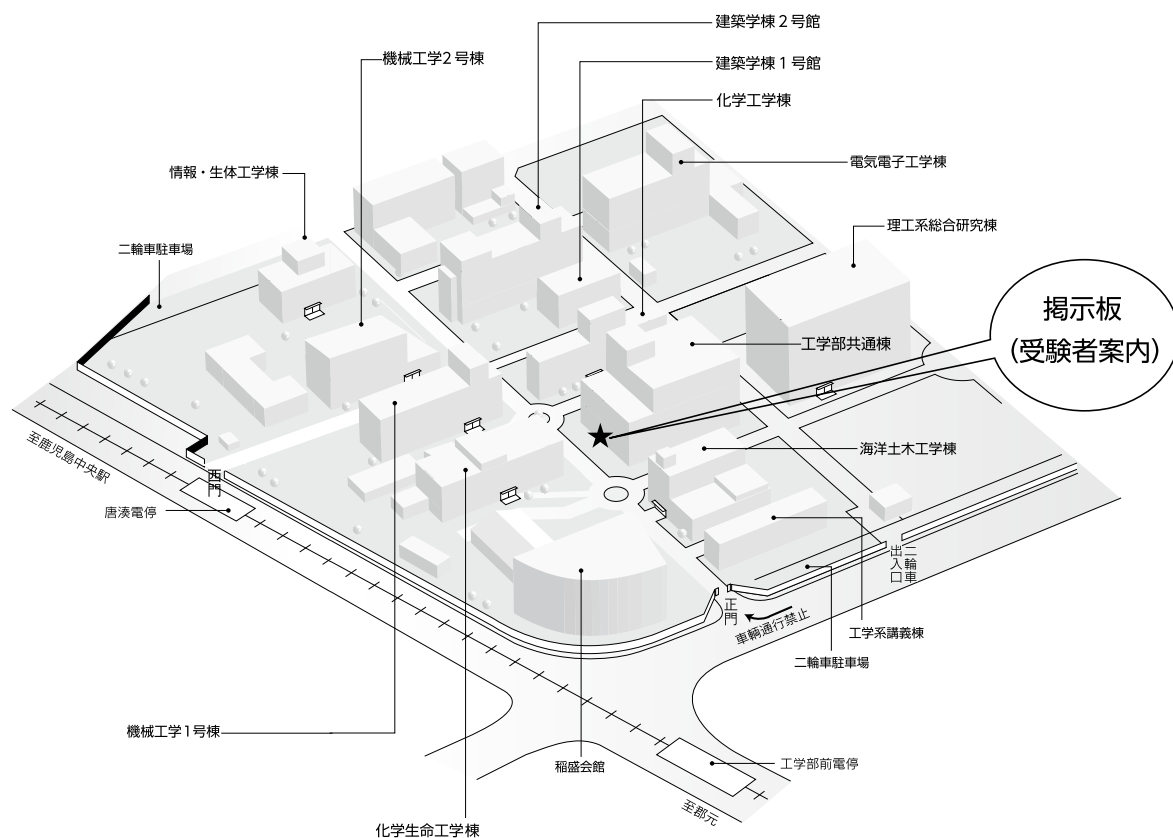 建築学棟２号館
機械工学2号棟
建築学棟１号館
化学工学棟
電気電子工学棟
情報・生体工学棟
理工系総合研究棟
二輪車駐車場
掲示板
(受験者案内)
工学部共通棟
海洋土木工学棟
至鹿児島中央駅
西門
唐湊電停
二輪車
出入口
正門
車輌通行禁止
工学系講義棟
二輪車駐車場
機械工学1号棟
稲盛会館
工学部前電停
至郡元
化学生命工学棟